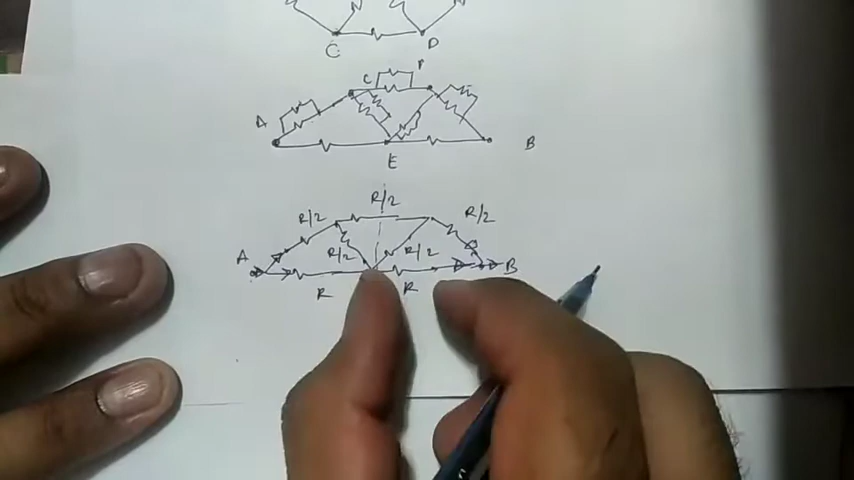 C D
C P
A B
E
R/2
R/2 R/2
A R/2 R/2 B
R R